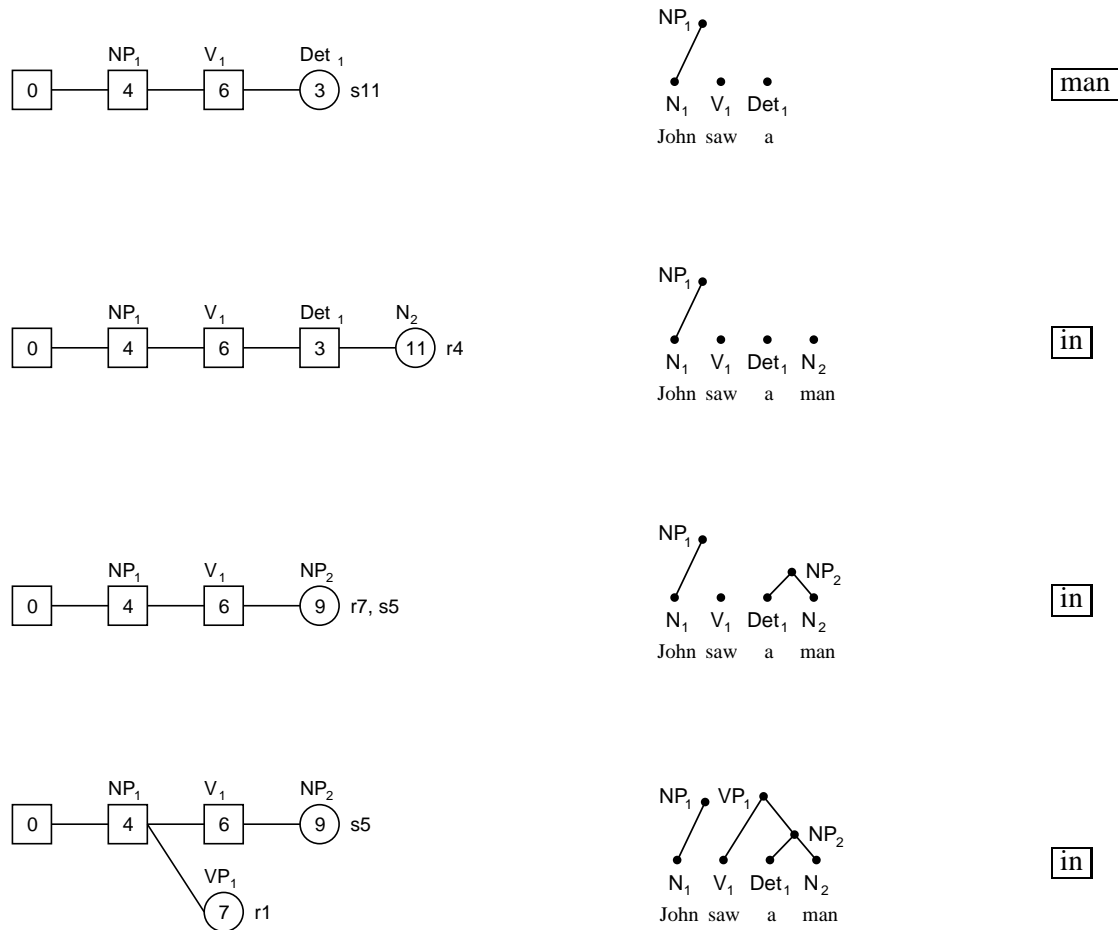 NP₁ V₁ Det₁
0 4 6 3 s11
NP₁
N₁ V₁ Det₁
John saw a
man
NP₁ V₁ Det₁ N₂
0 4 6 3 11 r4
NP₁
N₁ V₁ Det₁ N₂
John saw a man
in
NP₁ V₁ NP₂
0 4 6 9 r7, s5
NP₁
NP₂
N₁ V₁ Det₁ N₂
John saw a man
in
NP₁ V₁ NP₂
0 4 6 9 s5
VP₁
7 r1
NP₁ VP₁
NP₂
N₁ V₁ Det₁ N₂
John saw a man
in